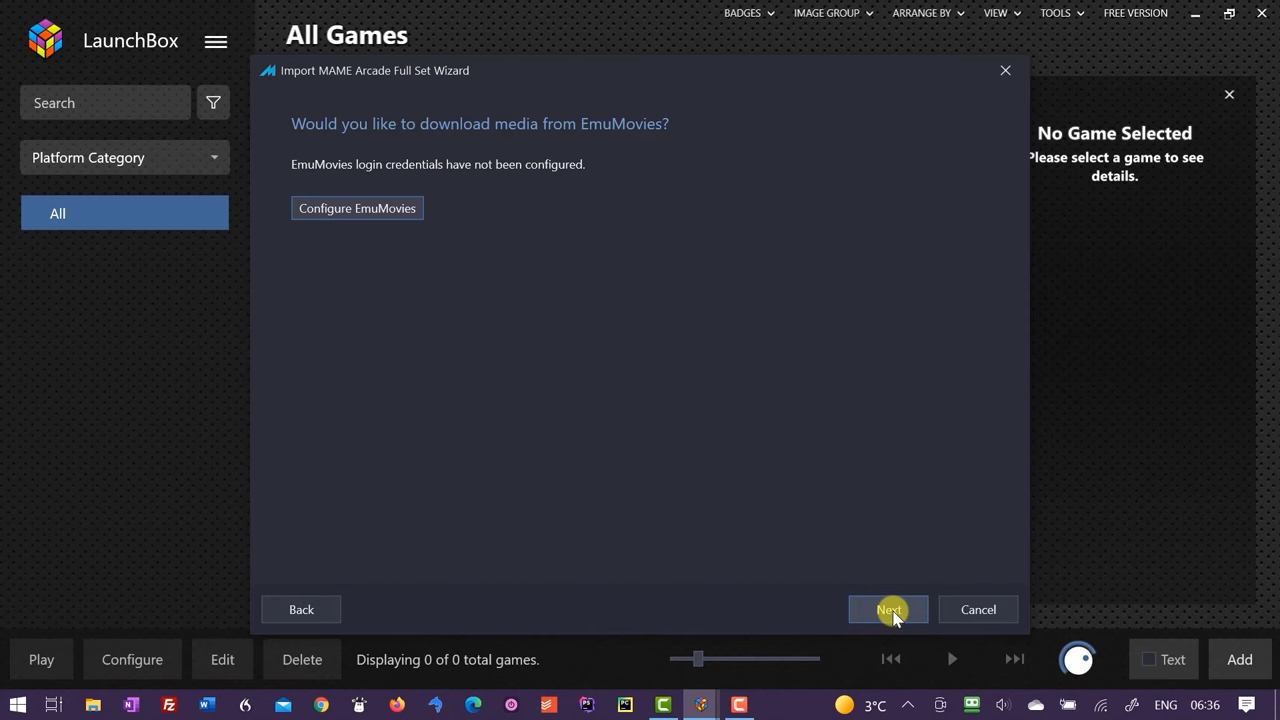 BADGES
IMAGE GROUP
ARRANGE BY
VIEW
TOOLS
FREE VERSION
LaunchBox
All Games
Import MAME Arcade Full Set Wizard
Search
Platform Category
All
Would you like to download media from EmuMovies?
EmuMovies login credentials have not been configured.
Configure EmuMovies
No Game Selected
Please select a game to see
details.
Back
Next
Cancel
Play
Configure
Edit
Delete
Displaying 0 of 0 total games.
Text
Add
3°C
ENG
06:36